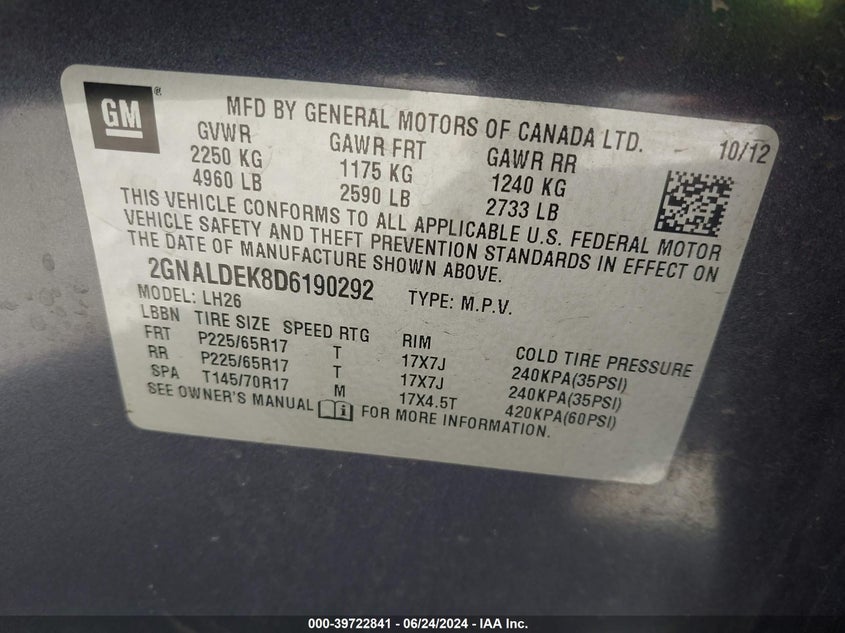 GM®
MFD BY GENERAL MOTORS OF CANADA LTD. 10/12
GVWR GAWR FRT GAWR RR
2250 KG 1175 KG 1240 KG
4960 LB 2590 LB 2733 LB
THIS VEHICLE CONFORMS TO ALL APPLICABLE U.S. FEDERAL MOTOR
VEHICLE SAFETY AND THEFT PREVENTION STANDARDS IN EFFECT ON
THE DATE OF MANUFACTURE SHOWN ABOVE.
2GNALDEK8D6190292 TYPE: M.P.V.
MODEL: LH26
LBBN TIRE SIZE SPEED RTG RIM COLD TIRE PRESSURE
FRT P225/65R17 T 17X7J 240KPA(35PSI)
RR P225/65R17 T 17X7J 240KPA(35PSI)
SPA T145/70R17 M 17X4.5T 420KPA(60PSI)
SEE OWNER'S MANUAL FOR MORE INFORMATION.
000-39722841 - 06/24/2024 - IAA Inc.